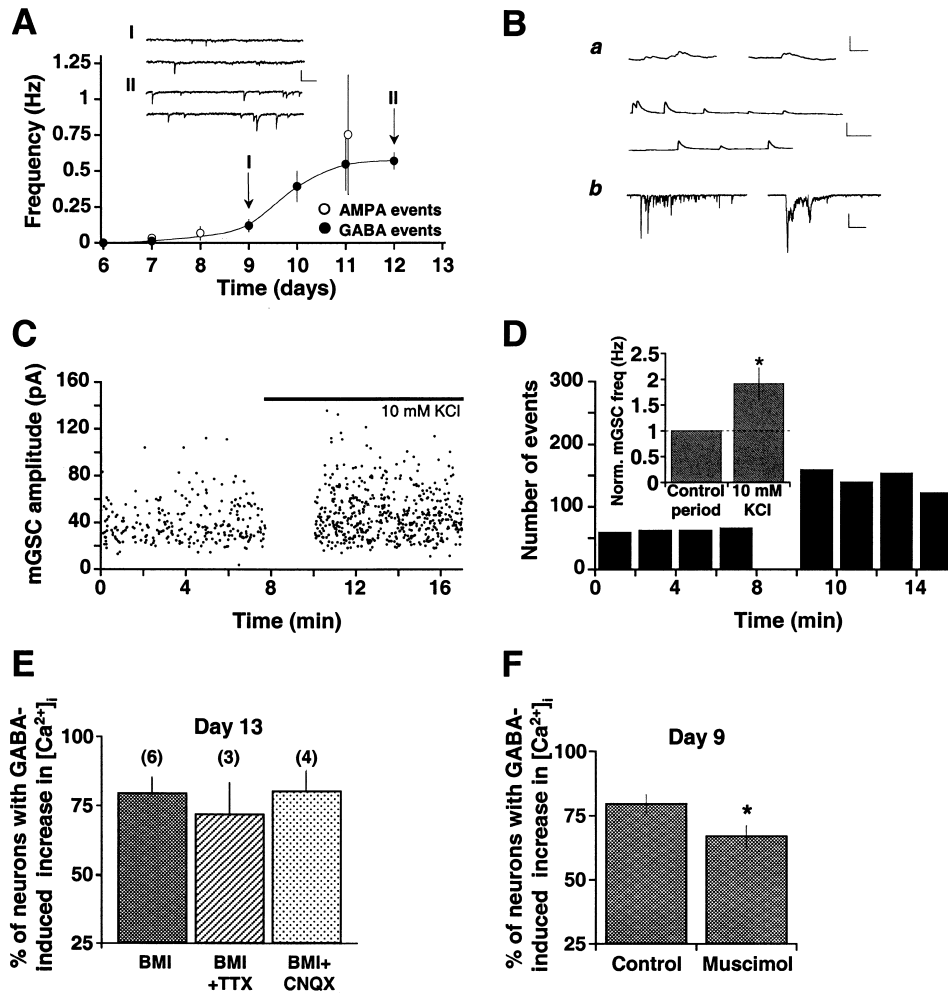 A
I
II
Frequency (Hz)
1.25
1
0.75
0.5
0.25
0
I
II
AMPA events
GABA events
6 7 8 9 10 11 12 13
Time (days)
B
a
b
C
mGSC amplitude (pA)
160
120
80
40
0
10 mM KCl
0 4 8 12 16
Time (min)
D
Number of events
300
200
100
0
Norm. mGSC freq (Hz)
2.5
2
1.5
1
0.5
0
*
Control period
10 mM KCl
0 4 8 10 14
Time (min)
E
% of neurons with GABA-
induced increase in [Ca2+]i
Day 13
100
75
50
25
(6) (3) (4)
BMI
BMI +TTX
BMI+ CNQX
F
% of neurons with GABA-
induced increase in [Ca2+]i
Day 9
100
75
50
25
*
Control Muscimol